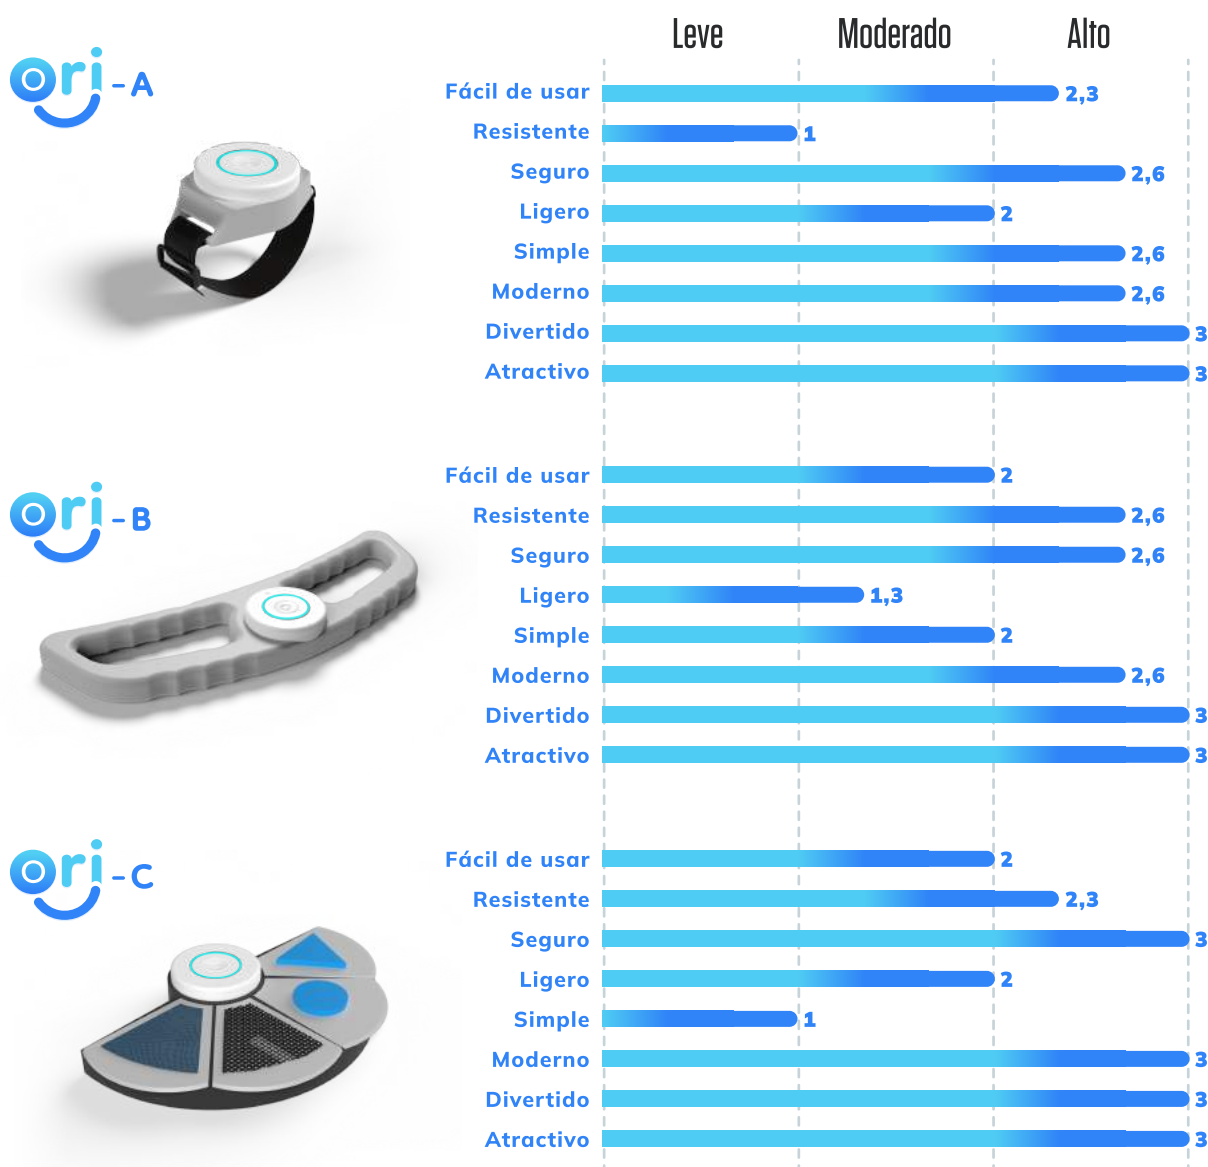 Leve Moderado Alto
ori - A
Fácil de usar 2,3
Resistente 1
Seguro 2,6
Ligero 2
Simple 2,6
Moderno 2,6
Divertido 3
Atractivo 3
ori - B
Fácil de usar 2
Resistente 2,6
Seguro 2,6
Ligero 1,3
Simple 2
Moderno 2,6
Divertido 3
Atractivo 3
ori - C
Fácil de usar 2
Resistente 2,3
Seguro 3
Ligero 2
Simple 1
Moderno 3
Divertido 3
Atractivo 3